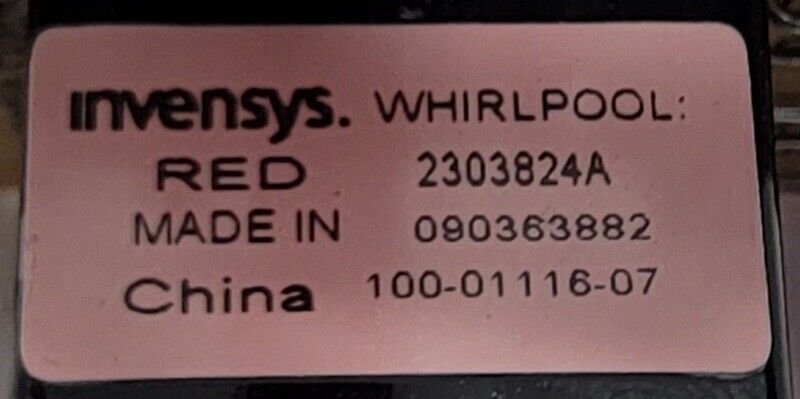 invensys. WHIRLPOOL:
RED 2303824A
MADE IN 090363882
China 100-01116-07